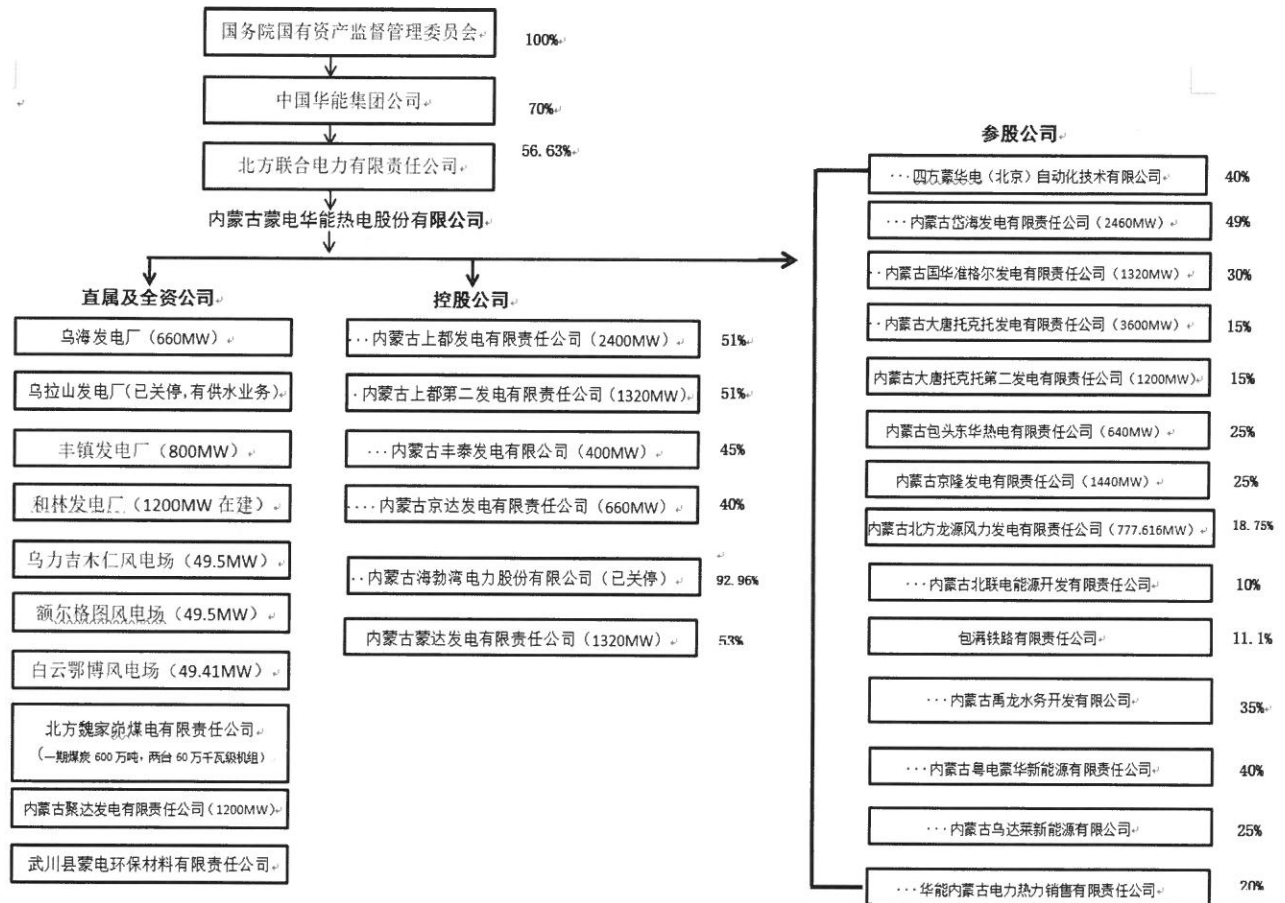 国务院国有资产监督管理委员会
100%
中国华能集团公司
70%
北方联合电力有限责任公司
56.63%
内蒙古蒙电华能热电股份有限公司
直属及全资公司
乌海发电厂（660MW）
乌拉山发电厂(已关停,有供水业务)
丰镇发电厂（800MW）
和林发电厂（1200MW 在建）
乌力吉木仁风电场（49.5MW）
额尔格图风电场（49.5MW）
白云鄂博风电场（49.41MW）
北方魏家峁煤电有限责任公司
（一期煤炭 600 万吨，两台 60 万千瓦级机组）
内蒙古聚达发电有限责任公司(1200MW)
武川县蒙电环保材料有限责任公司
控股公司
···内蒙古上都发电有限责任公司（2400MW）
51%
·内蒙古上都第二发电有限责任公司（1320MW）
51%
···内蒙古丰泰发电有限公司（400MW）
45%
····内蒙古京达发电有限责任公司（660MW）
40%
··内蒙古海勃湾电力股份有限公司（已关停）
92.96%
内蒙古蒙达发电有限责任公司（1320MW）
53%
参股公司
···四方蒙华电（北京）自动化技术有限公司
40%
···内蒙古岱海发电有限责任公司（2460MW）
49%
··内蒙古国华准格尔发电有限责任公司（1320MW）
30%
··内蒙古大唐托克托发电有限责任公司（3600MW）
15%
内蒙古大唐托克托第二发电有限责任公司（1200MW）
15%
内蒙古包头东华热电有限责任公司（640MW）
25%
内蒙古京隆发电有限责任公司（1440MW）
25%
内蒙古北方龙源风力发电有限责任公司（777.616MW）
18.75%
···内蒙古北联电能源开发有限责任公司
10%
包满铁路有限责任公司
11.1%
···内蒙古禹龙水务开发有限公司
35%
···内蒙古粤电蒙华新能源有限责任公司
40%
···内蒙古乌达莱新能源有限公司
25%
···华能内蒙古电力热力销售有限责任公司
20%